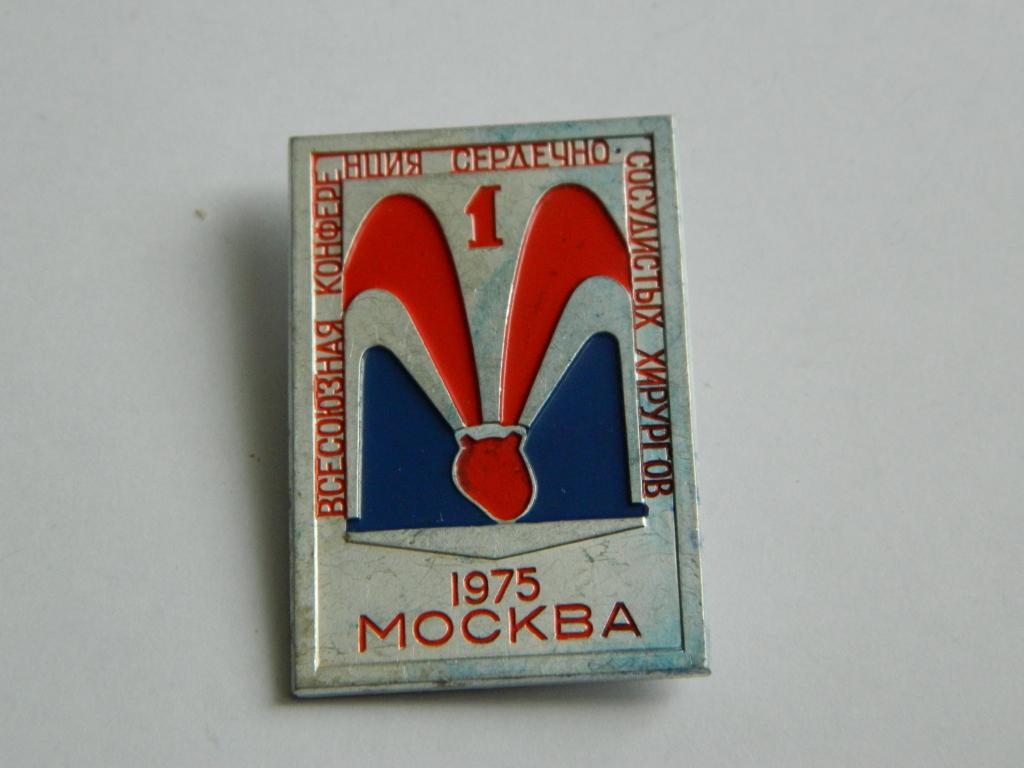 ВСЕСОЮЗНАЯ КОНФЕРЕНЦИЯ СЕРДЕЧНО СОСУДИСТЫХ ХИРУРГОВ
1
1975
МОСКВА